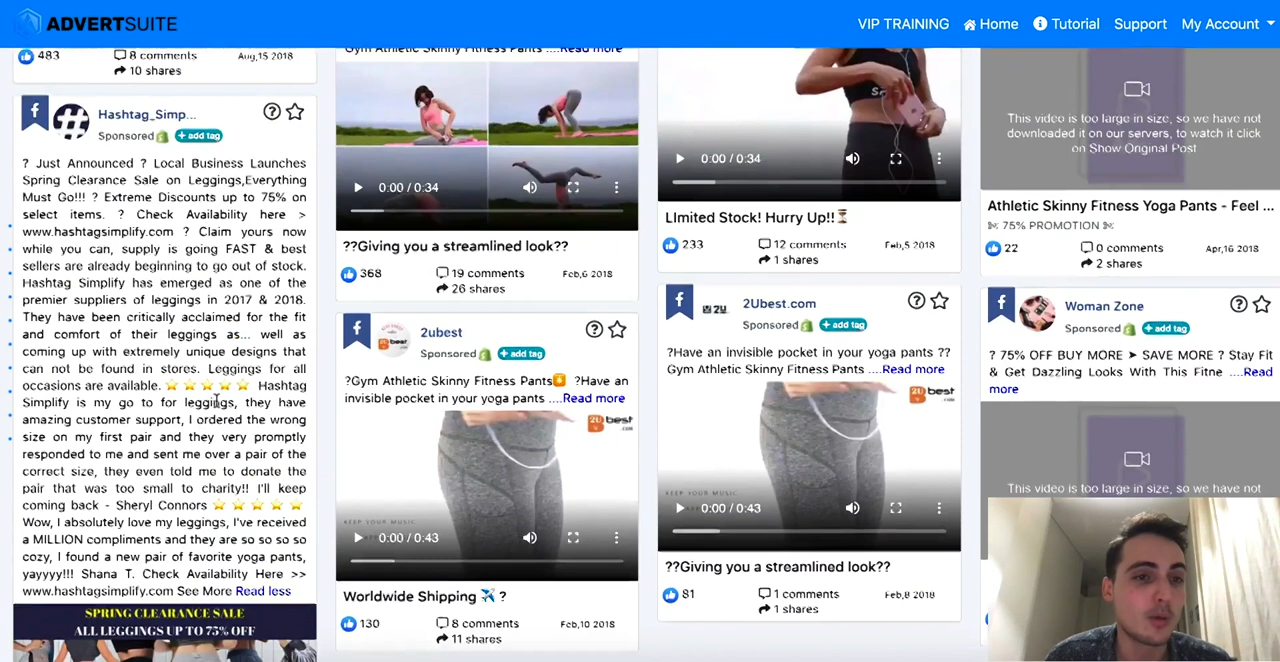 ADVERTSUITE
VIP TRAINING
Home
Tutorial
Support
My Account
483
8 comments
Aug,15 2018
10 shares
Hashtag_Simp...
Sponsored
+ add tag
? Just Announced ? Local Business Launches
Spring Clearance Sale on Leggings,Everything
Must Go!!! ? Extreme Discounts up to 75% on
select items. ? Check Availability here >
www.hashtagsimplify.com ? Claim yours now
while you can, supply is going FAST & best
sellers are already beginning to go out of stock.
Hashtag Simplify has emerged as one of the
premier suppliers of leggings in 2017 & 2018.
They have been critically acclaimed for the fit
and comfort of their leggings as... well as
coming up with extremely unique designs that
can not be found in stores. Leggings for all
occasions are available. ⭐⭐⭐⭐⭐ Hashtag
Simplify is my go to for leggings, they have
amazing customer support, I ordered the wrong
size on my first pair and they very promptly
responded to me and sent me over a pair of the
correct size, they even told me to donate the
pair that was too small to charity!! I'll keep
coming back - Sheryl Connors ⭐⭐⭐⭐⭐
Wow, I absolutely love my leggings, I've received
a MILLION compliments and they are so so so so
cozy, I found a new pair of favorite yoga pants,
yayyyy!!! Shana T. Check Availability Here >>
www.hashtagsimplify.com See More Read less
SPRING CLEARANCE SALE
ALL LEGGINGS UP TO 75% OFF
Gym Athletic Skinny Fitness Pants ....Read more
0:00 / 0:34
??Giving you a streamlined look??
368
19 comments
Feb,6 2018
26 shares
2ubest
Sponsored
+ add tag
?Gym Athletic Skinny Fitness Pants ?Have an
invisible pocket in your yoga pants ....Read more
2U best
.com
KEEP YOUR MUSIC
0:00 / 0:43
Worldwide Shipping ✈ ?
130
8 comments
Feb,10 2018
11 shares
0:00 / 0:34
LImited Stock! Hurry Up!!⏳
233
12 comments
Feb,5 2018
1 shares
2Ubest.com
Sponsored
+ add tag
?Have an invisible pocket in your yoga pants ??
Gym Athletic Skinny Fitness Pants ....Read more
2U best
.com
KEEP YOUR MUSIC
0:00 / 0:43
??Giving you a streamlined look??
81
1 comments
Feb,8 2018
1 shares
This video is too large in size, so we have not
downloaded it on our servers, to watch it click
on Show Original Post
Athletic Skinny Fitness Yoga Pants - Feel ...
✄ 75% PROMOTION ✄
22
0 comments
Apr,16 2018
2 shares
Woman Zone
Sponsored
+ add tag
? 75% OFF BUY MORE ➤ SAVE MORE ? Stay Fit
& Get Dazzling Looks With This Fitne ....Read
more
This video is too large in size, so we have not